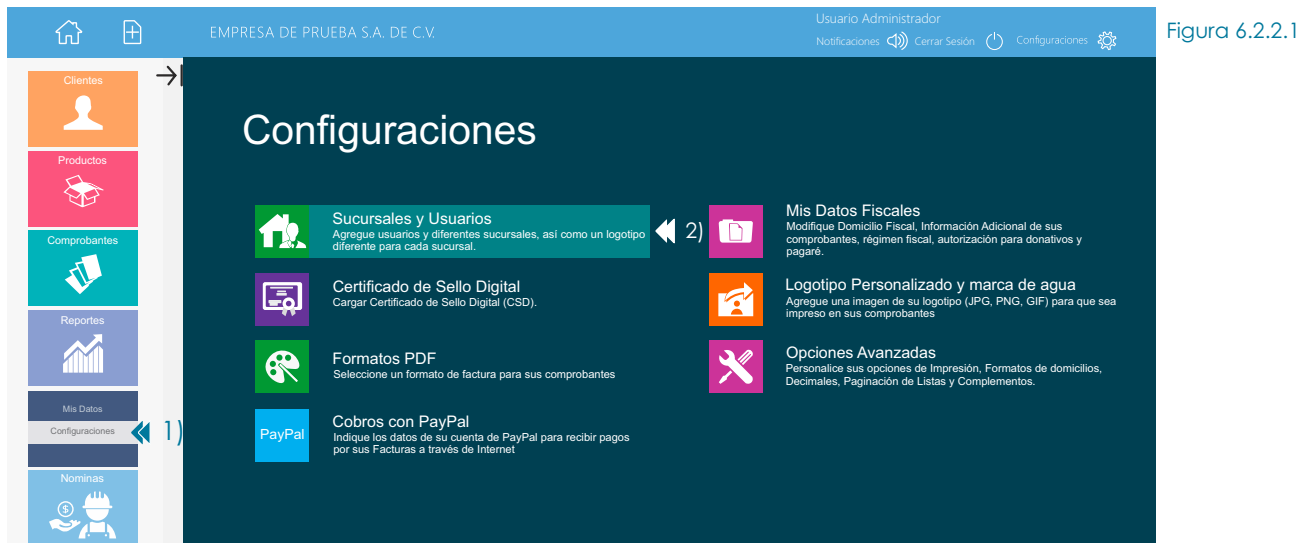 EMPRESA DE PRUEBA S.A. DE C.V.
Usuario Administrador
Notificaciones Cerrar Sesión Configuraciones
Figura 6.2.2.1
Clientes
Productos
Comprobantes
Reportes
Mis Datos
Configuraciones
1)
Nominas
$
Configuraciones
Sucursales y Usuarios
Agregue usuarios y diferentes sucursales, así como un logotipo
diferente para cada sucursal.
2)
Certificado de Sello Digital
Cargar Certificado de Sello Digital (CSD).
Formatos PDF
Seleccione un formato de factura para sus comprobantes
PayPal
Cobros con PayPal
Indique los datos de su cuenta de PayPal para recibir pagos
por sus Facturas a través de Internet
Mis Datos Fiscales
Modifique Domicilio Fiscal, Información Adicional de sus
comprobantes, régimen fiscal, autorización para donativos y
pagaré.
Logotipo Personalizado y marca de agua
Agregue una imagen de su logotipo (JPG, PNG, GIF) para que sea
impreso en sus comprobantes
Opciones Avanzadas
Personalice sus opciones de Impresión, Formatos de domicilios,
Decimales, Paginación de Listas y Complementos.